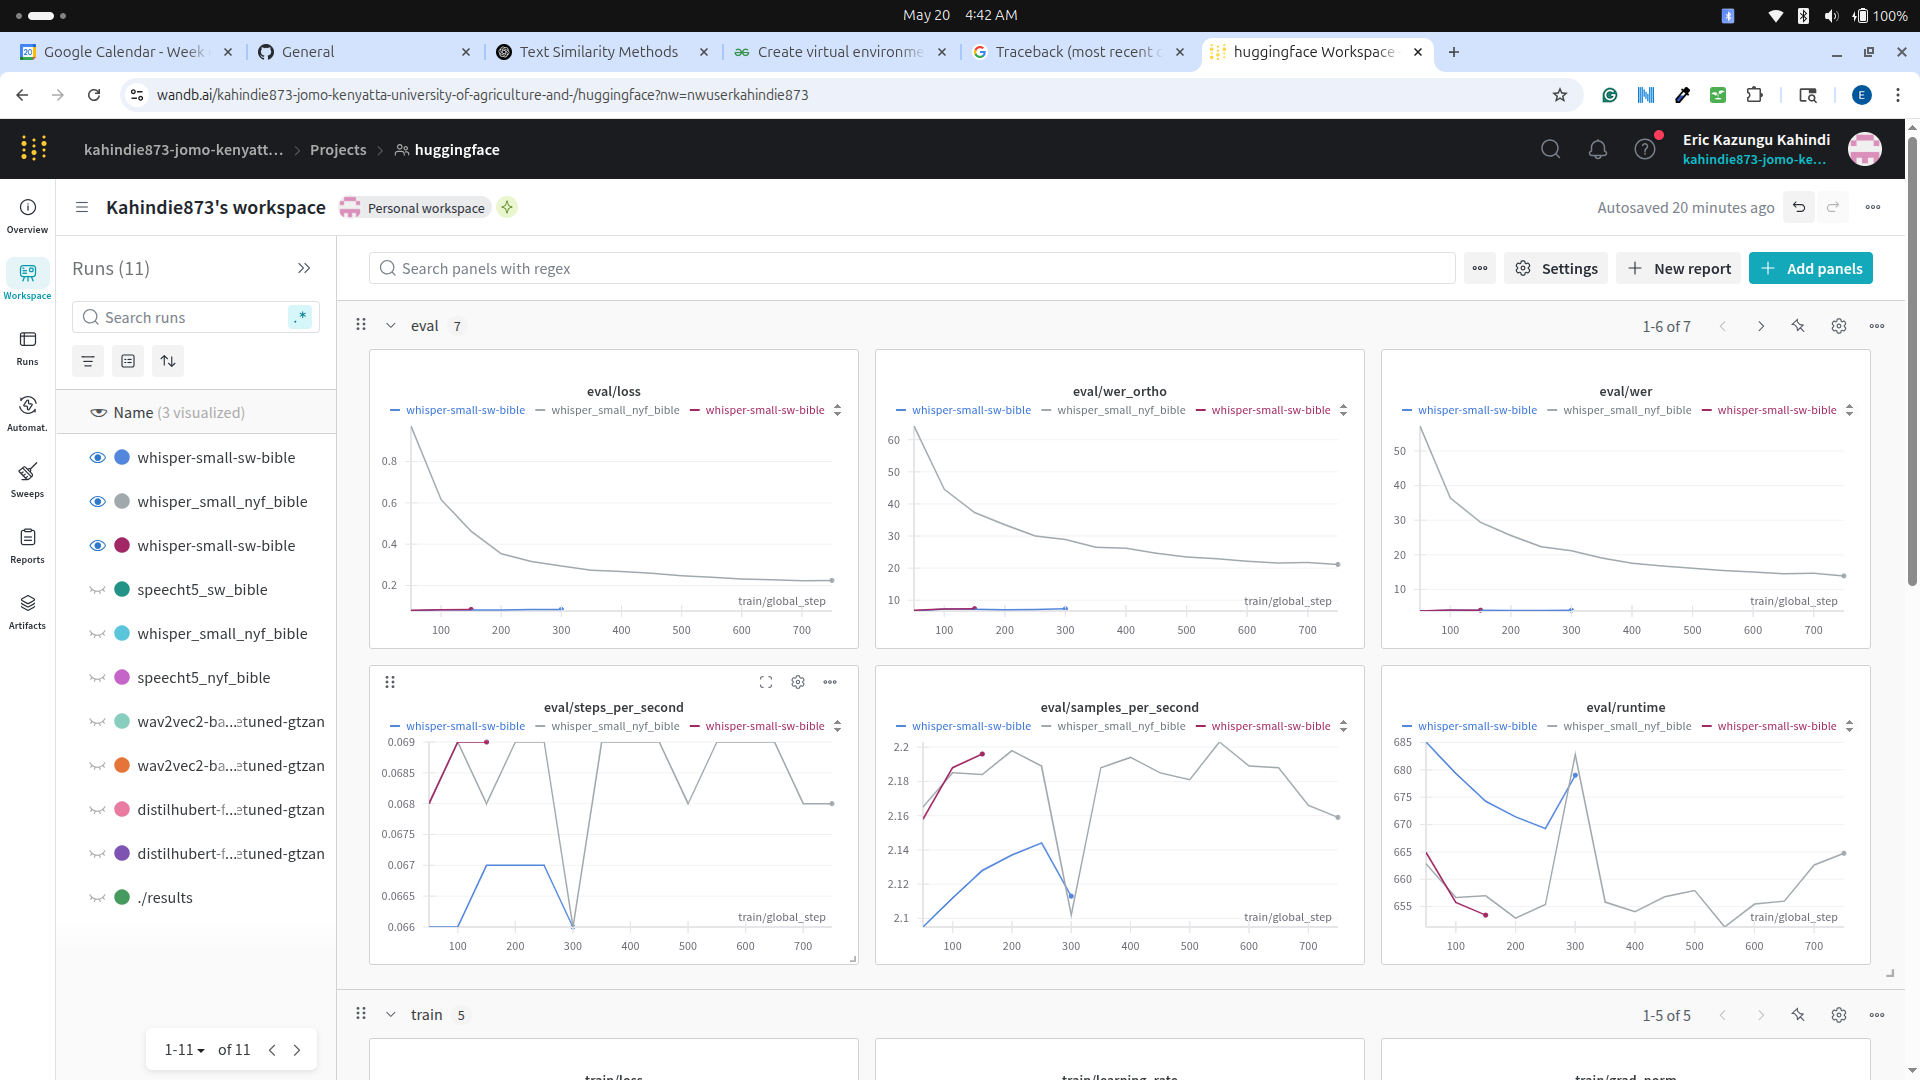 May 20 4:42 AM
100%
Google Calendar - Week
General
Text Similarity Methods
Create virtual environme
Traceback (most recent c
huggingface Workspace
wandb.ai/kahindie873-jomo-kenyatta-university-of-agriculture-and-/huggingface?nw=nwuserkahindie873
E
kahindie873-jomo-kenyatt... > Projects > huggingface
Eric Kazungu Kahindi
kahindie873-jomo-ke...
Overview
Workspace
Runs
Automat.
Sweeps
Reports
Artifacts
Kahindie873's workspace
Personal workspace
Autosaved 20 minutes ago
Runs (11)
Search runs
.*
Name (3 visualized)
whisper-small-sw-bible
whisper_small_nyf_bible
whisper-small-sw-bible
speecht5_sw_bible
whisper_small_nyf_bible
speecht5_nyf_bible
wav2vec2-ba...etuned-gtzan
wav2vec2-ba...etuned-gtzan
distilhubert-f...etuned-gtzan
distilhubert-f...etuned-gtzan
./results
1-11 of 11
Search panels with regex
Settings
New report
Add panels
eval 7
1-6 of 7
eval/loss
whisper-small-sw-bible whisper_small_nyf_bible whisper-small-sw-bible
0.8
0.6
0.4
0.2
train/global_step
100 200 300 400 500 600 700
eval/wer_ortho
whisper-small-sw-bible whisper_small_nyf_bible whisper-small-sw-bible
60
50
40
30
20
10
train/global_step
100 200 300 400 500 600 700
eval/wer
whisper-small-sw-bible whisper_small_nyf_bible whisper-small-sw-bible
50
40
30
20
10
train/global_step
100 200 300 400 500 600 700
eval/steps_per_second
whisper-small-sw-bible whisper_small_nyf_bible whisper-small-sw-bible
0.069
0.0685
0.068
0.0675
0.067
0.0665
0.066
train/global_step
100 200 300 400 500 600 700
eval/samples_per_second
whisper-small-sw-bible whisper_small_nyf_bible whisper-small-sw-bible
2.2
2.18
2.16
2.14
2.12
2.1
train/global_step
100 200 300 400 500 600 700
eval/runtime
whisper-small-sw-bible whisper_small_nyf_bible whisper-small-sw-bible
685
680
675
670
665
660
655
train/global_step
100 200 300 400 500 600 700
train 5
1-5 of 5
train/loss
train/learning_rate
train/grad_norm